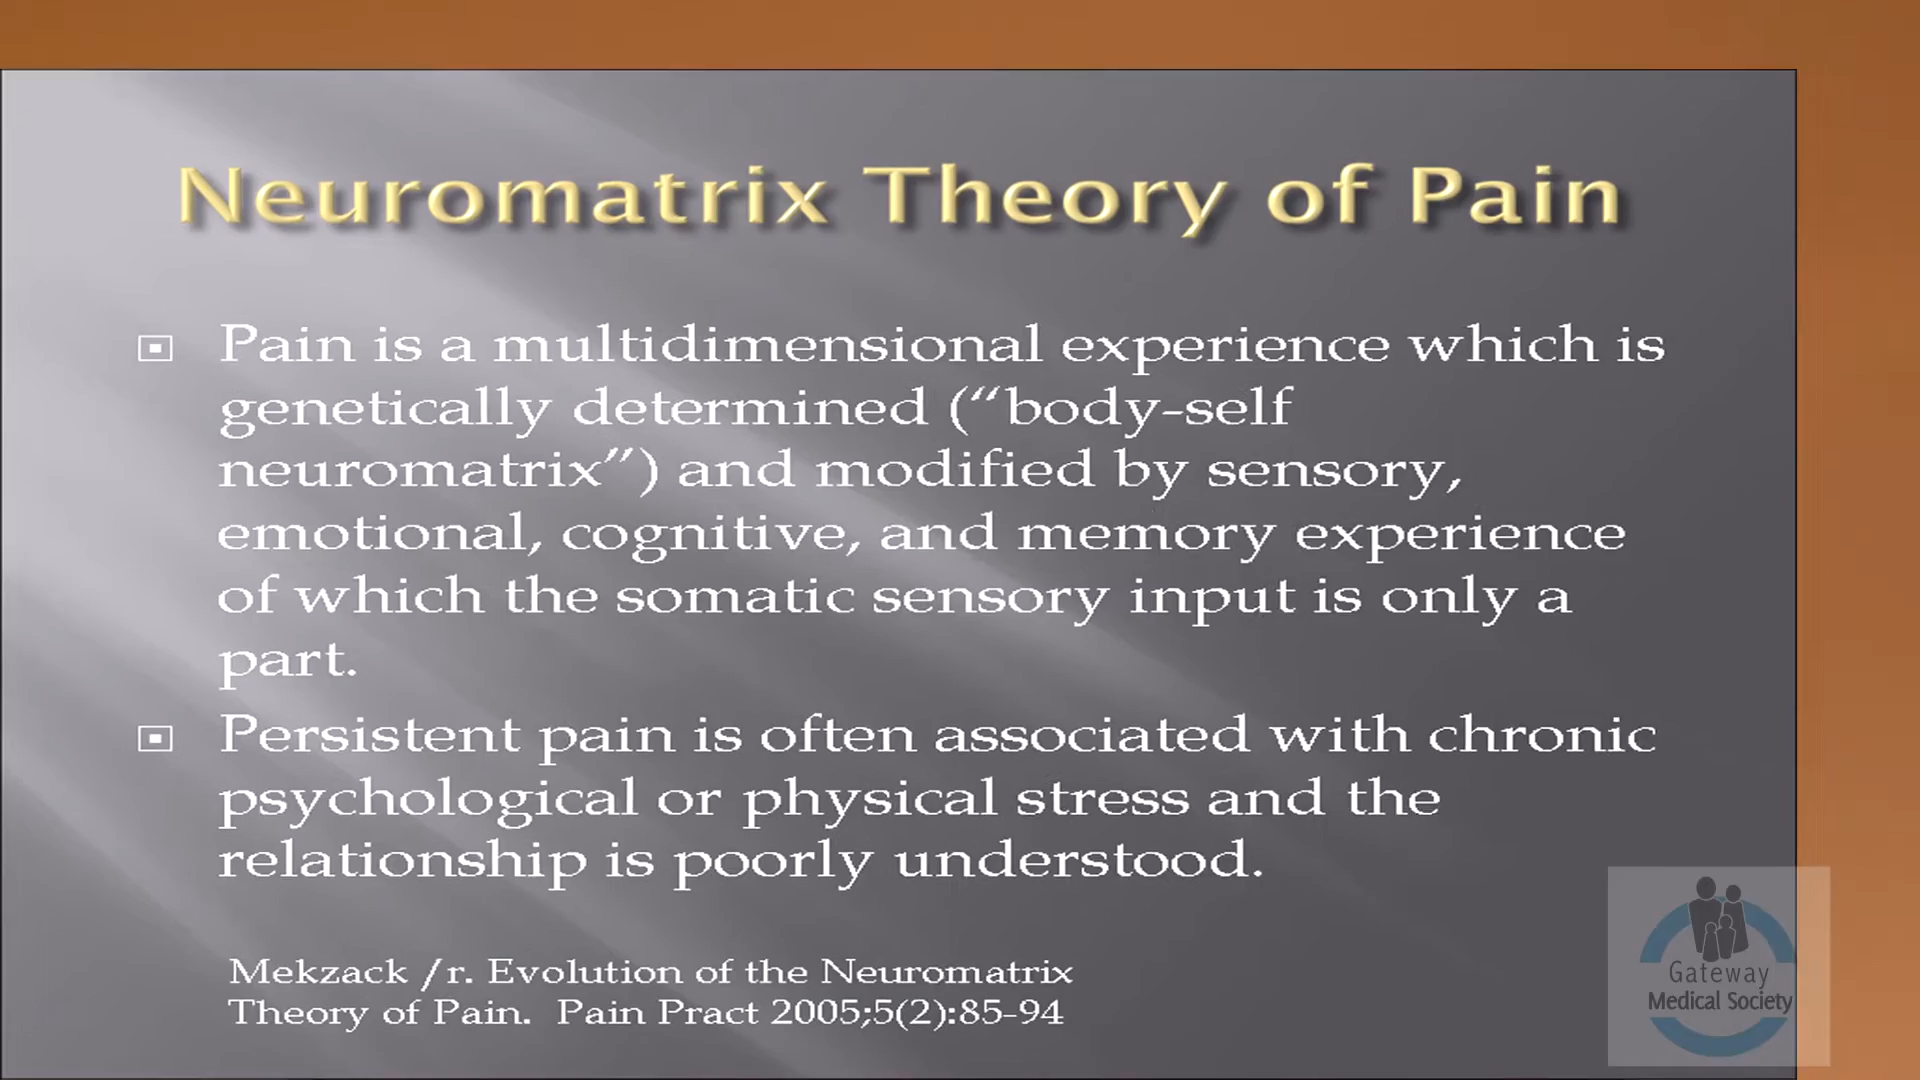 Neuromatrix Theory of Pain
Pain is a multidimensional experience which is
genetically determined (“body-self
neuromatrix”) and modified by sensory,
emotional, cognitive, and memory experience
of which the somatic sensory input is only a
part.
Persistent pain is often associated with chronic
psychological or physical stress and the
relationship is poorly understood.
Mekzack /r. Evolution of the Neuromatrix
Theory of Pain.  Pain Pract 2005;5(2):85-94
Gateway
Medical Society